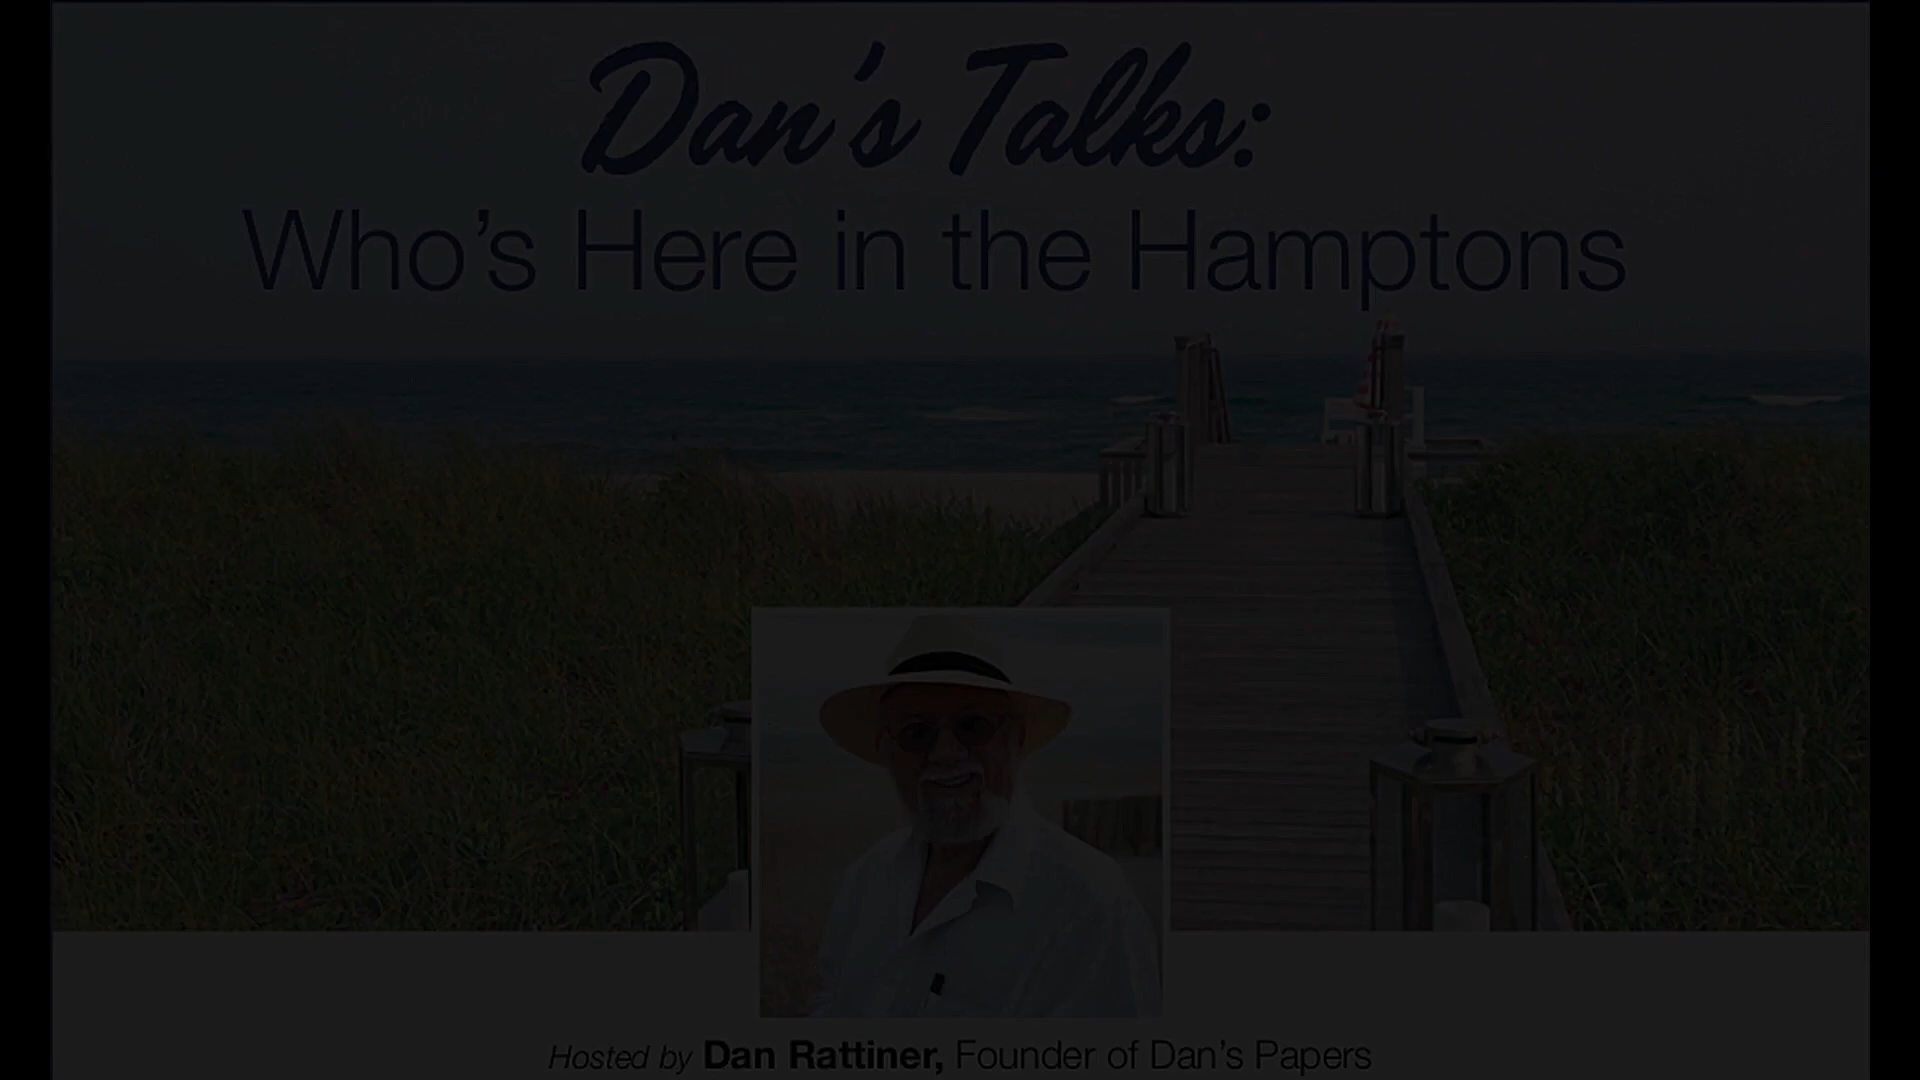 Dan's Talks:
Who's Here in the Hamptons
Hosted by Dan Rattiner, Founder of Dan's Papers